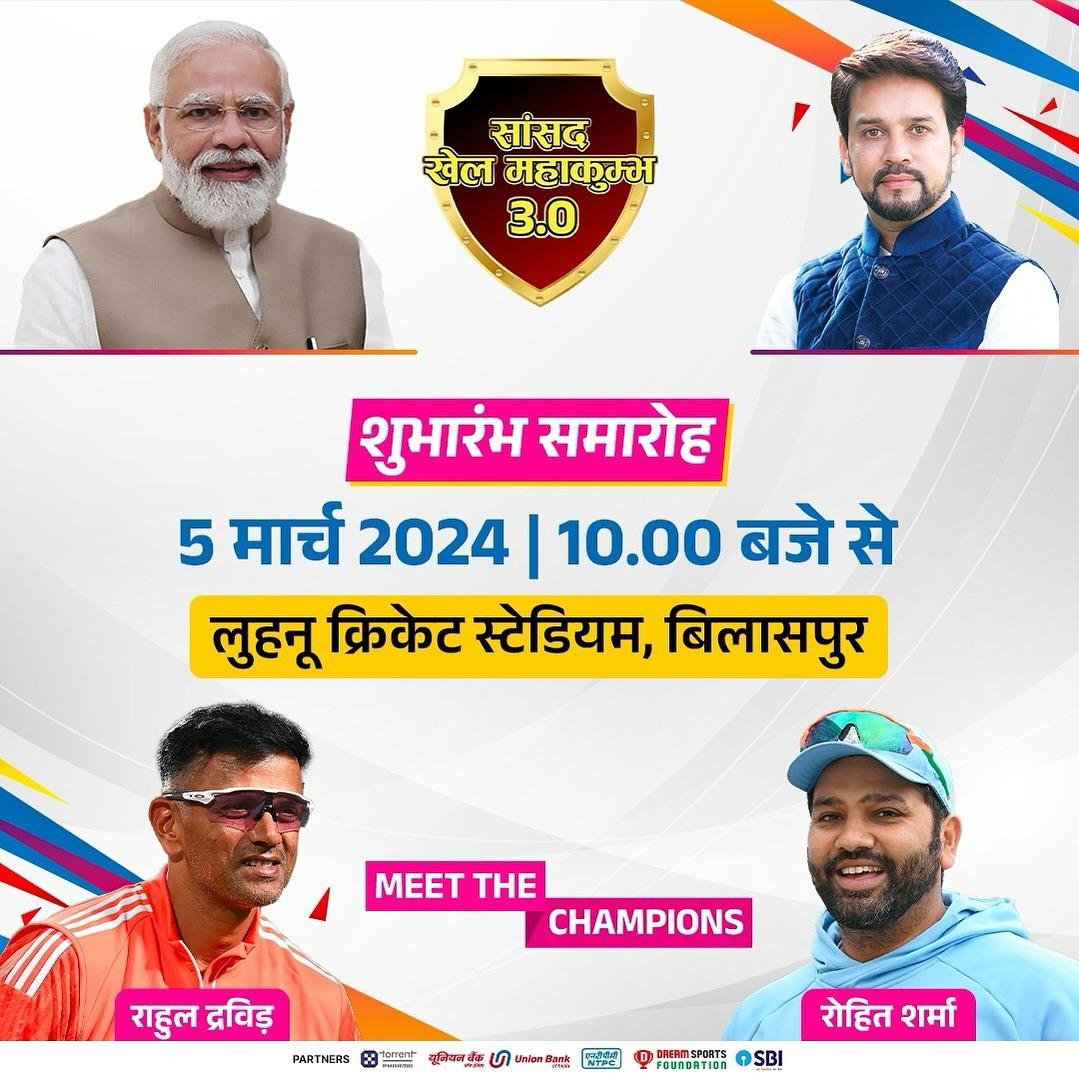 सांसद
खेल महाकुम्भ
3.0
शुभारंभ समारोह
5 मार्च 2024 | 10.00 बजे से
लुहनू क्रिकेट स्टेडियम, बिलासपुर
MEET THE
CHAMPIONS
राहुल द्रविड़
रोहित शर्मा
PARTNERS torrent PHARMA यूनियन बैंक Union Bank एनटीपीसी NTPC DREAM SPORTS FOUNDATION SBI